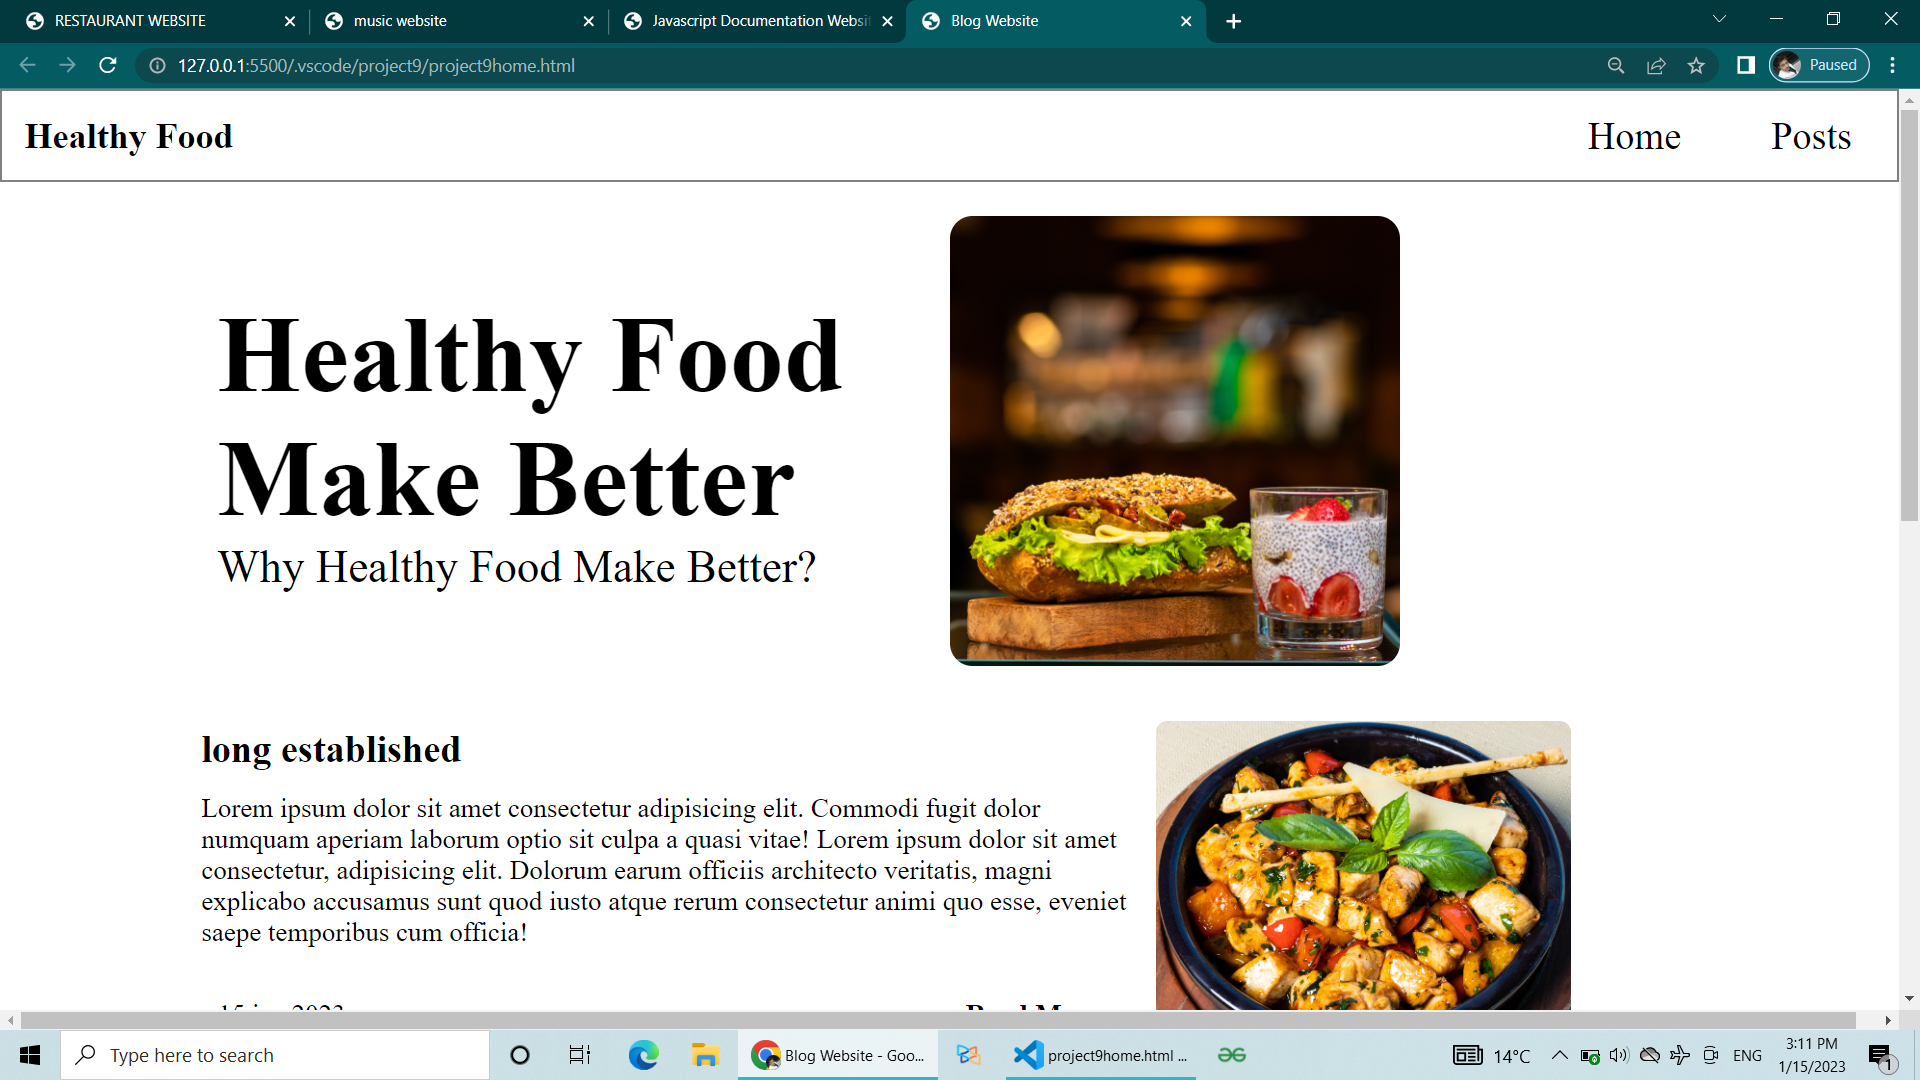 RESTAURANT WEBSITE
music website
Javascript Documentation Websi
Blog Website
127.0.0.1:5500/.vscode/project9/project9home.html
Paused
Healthy Food
Home
Posts
Healthy Food
Make Better
Why Healthy Food Make Better?
long established
Lorem ipsum dolor sit amet consectetur adipisicing elit. Commodi fugit dolor
numquam aperiam laborum optio sit culpa a quasi vitae! Lorem ipsum dolor sit amet
consectetur, adipisicing elit. Dolorum earum officiis architecto veritatis, magni
explicabo accusamus sunt quod iusto atque rerum consectetur animi quo esse, eveniet
saepe temporibus cum officia!
Type here to search
Blog Website - Goo...
project9home.html ...
14°C
ENG
3:11 PM
1/15/2023
1